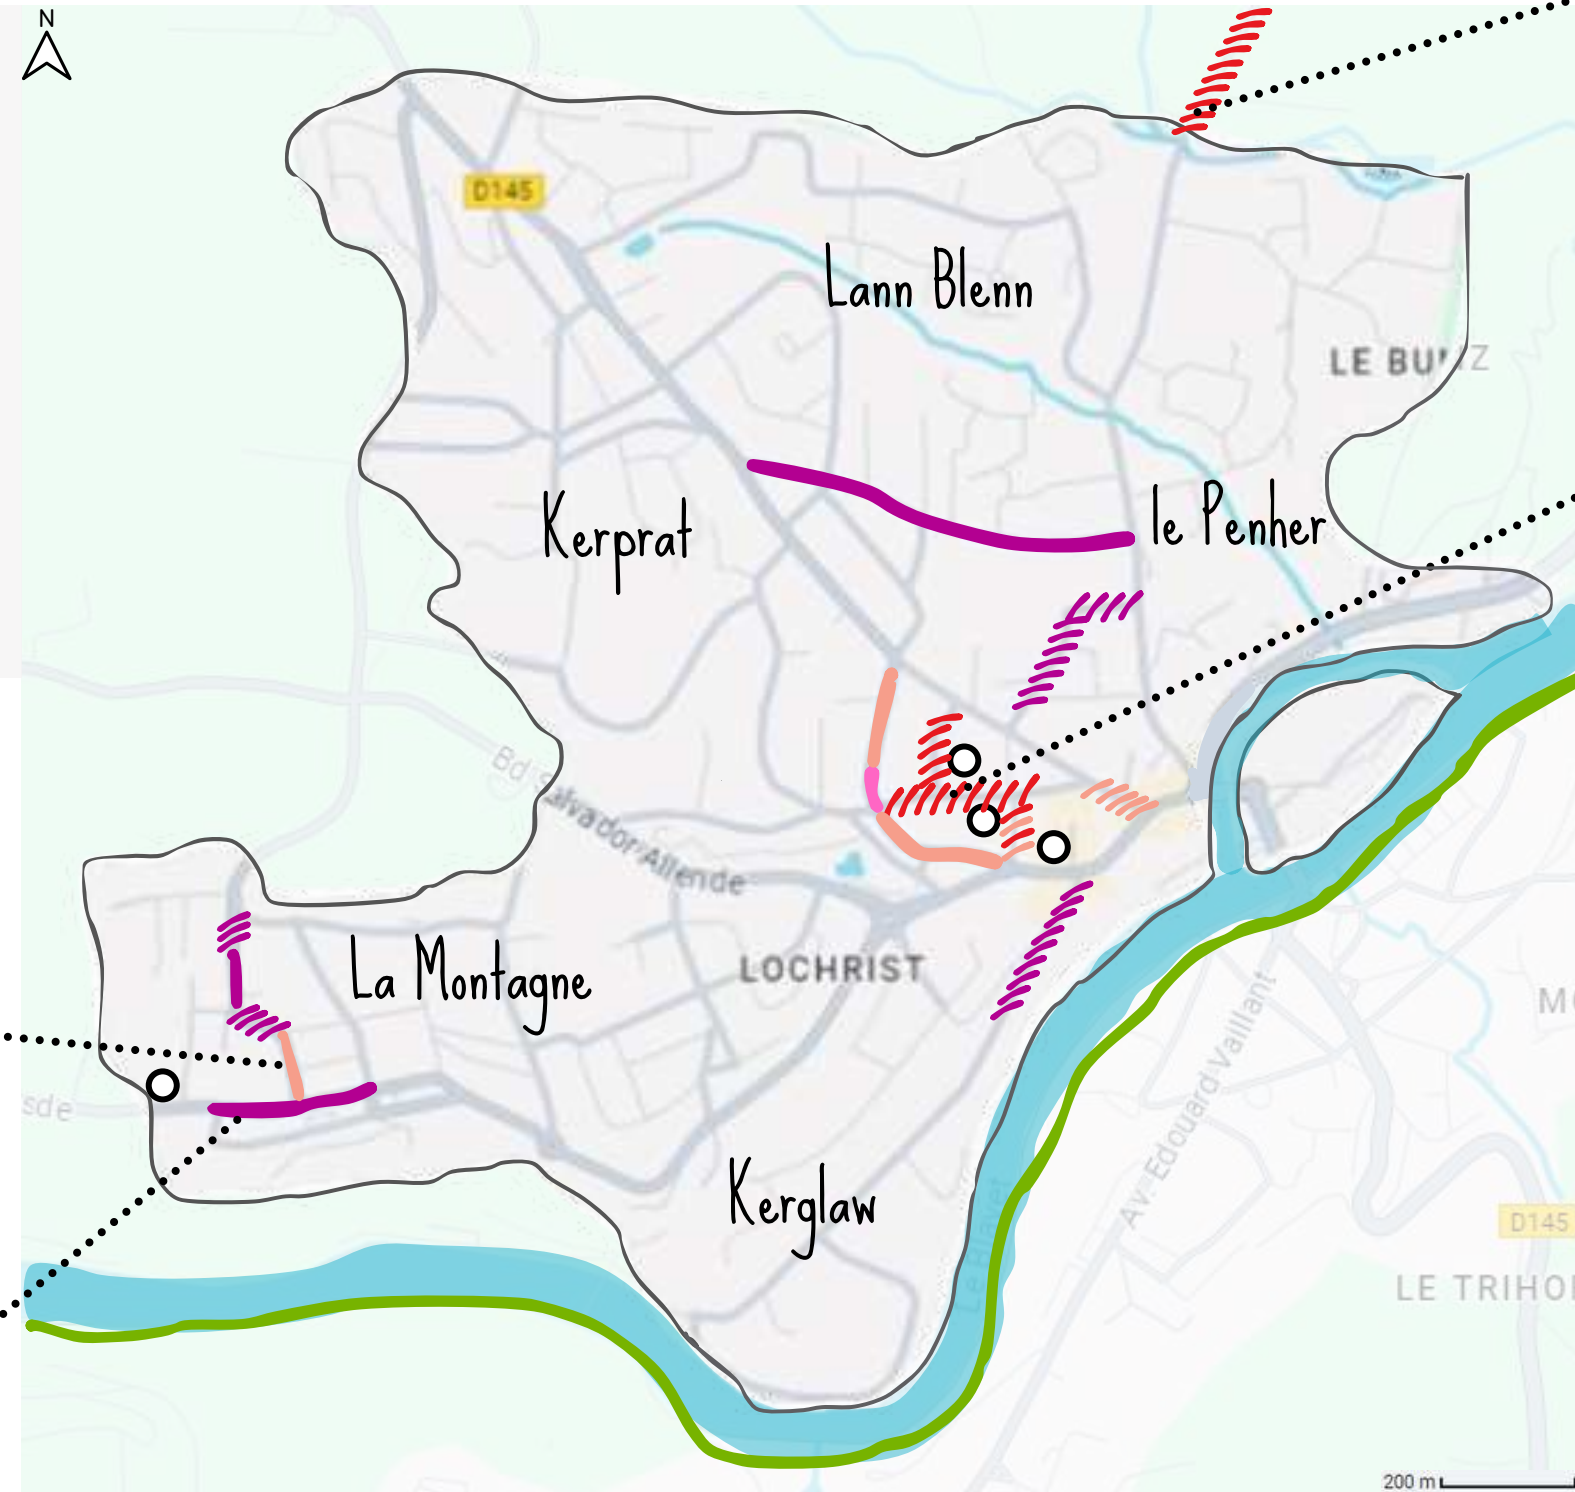 N
D145
Lann Blenn
Kerprat
le Penher
Bd Salvador Allende
La Montagne
LOCHRIST
Kerglaw
Le Blavet
Av. Edouard Vaillant
D145
LE TRIHO
200 m